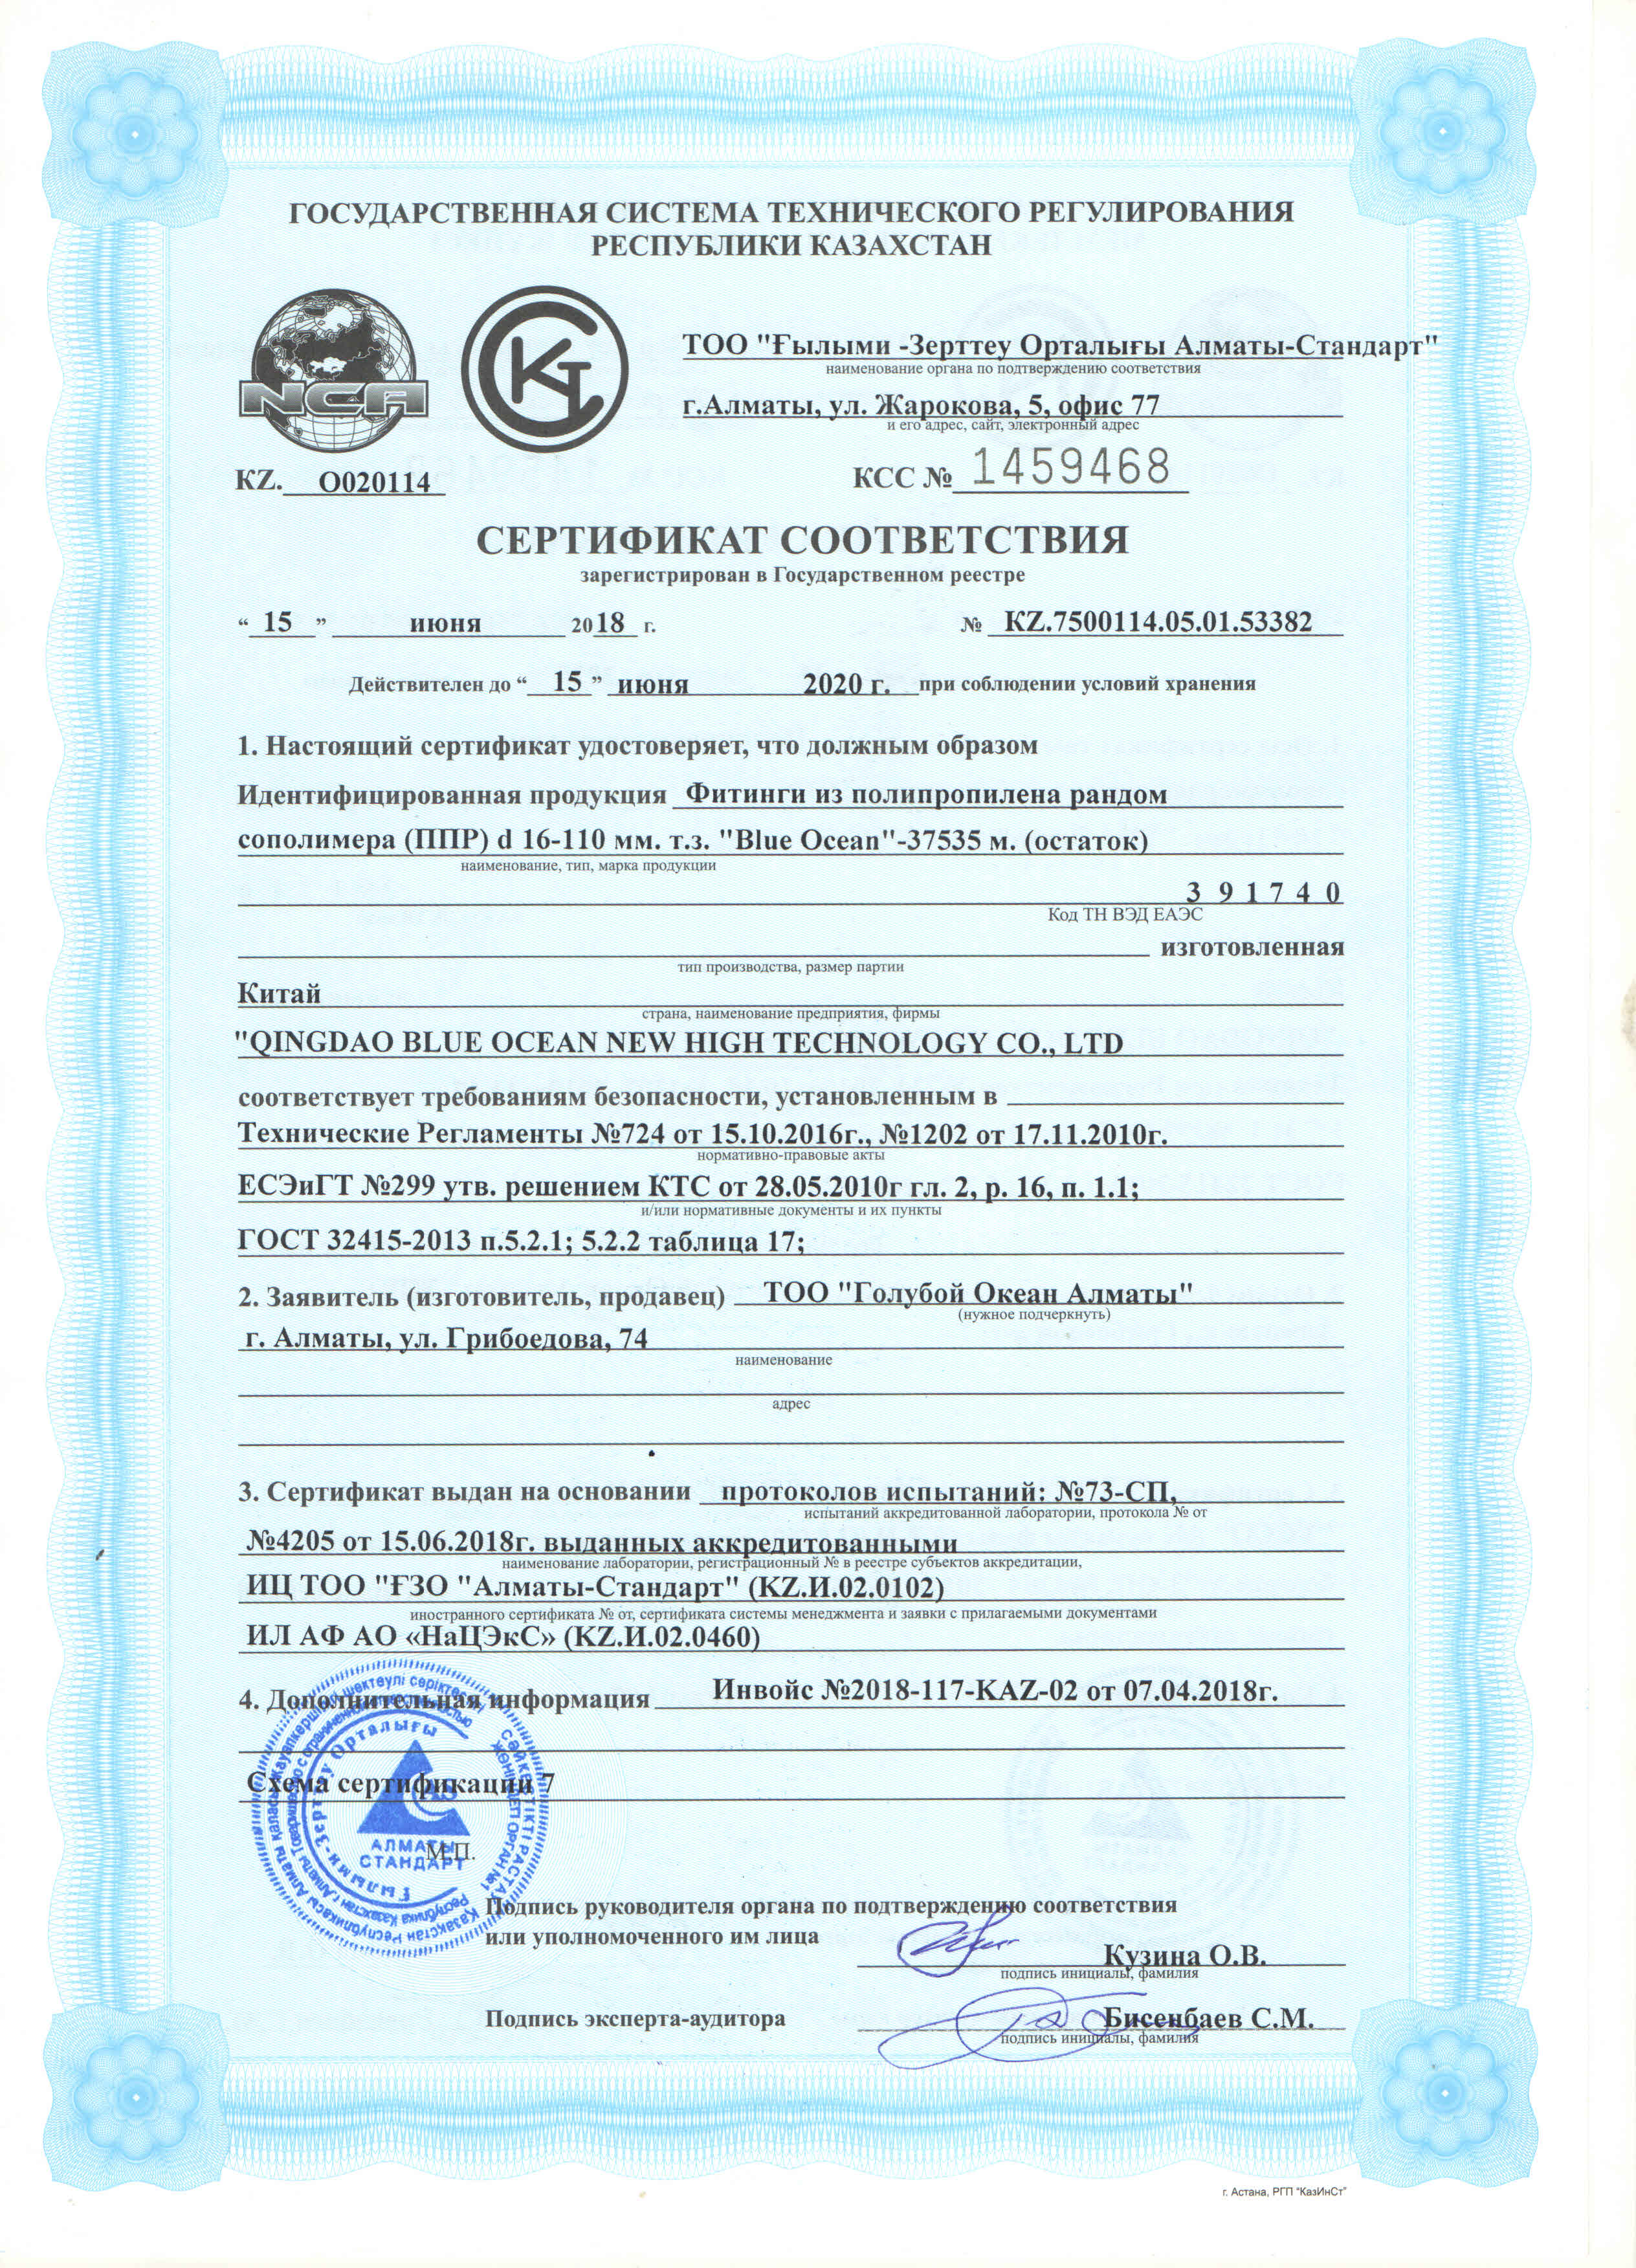 ГОСУДАРСТВЕННАЯ СИСТЕМА ТЕХНИЧЕСКОГО РЕГУЛИРОВАНИЯ
РЕСПУБЛИКИ КАЗАХСТАН
NCA
ТОО "Ғылыми -Зерттеу Орталығы Алматы-Стандарт"
наименование органа по подтверждению соответствия
г.Алматы, ул. Жарокова, 5, офис 77
и его адрес, сайт, электронный адрес
KZ. О020114
КСС № 1459468
СЕРТИФИКАТ СООТВЕТСТВИЯ
зарегистрирован в Государственном реестре
“ 15 ” июня 2018 г. № KZ.7500114.05.01.53382
Действителен до “ 15 ” июня 2020 г. при соблюдении условий хранения
1. Настоящий сертификат удостоверяет, что должным образом
Идентифицированная продукция Фитинги из полипропилена рандом
сополимера (ППР) d 16-110 мм. т.з. "Blue Ocean"-37535 м. (остаток)
наименование, тип, марка продукции
3 9 1 7 4 0
Код ТН ВЭД ЕАЭС
изготовленная
тип производства, размер партии
Китай
страна, наименование предприятия, фирмы
"QINGDAO BLUE OCEAN NEW HIGH TECHNOLOGY CO., LTD
соответствует требованиям безопасности, установленным в
Технические Регламенты №724 от 15.10.2016г., №1202 от 17.11.2010г.
нормативно-правовые акты
ЕСЭиГТ №299 утв. решением КТС от 28.05.2010г гл. 2, р. 16, п. 1.1;
и/или нормативные документы и их пункты
ГОСТ 32415-2013 п.5.2.1; 5.2.2 таблица 17;
2. Заявитель (изготовитель, продавец) ТОО "Голубой Океан Алматы"
(нужное подчеркнуть)
г. Алматы, ул. Грибоедова, 74
наименование
адрес
3. Сертификат выдан на основании протоколов испытаний: №73-СП,
испытаний аккредитованной лаборатории, протокола № от
№4205 от 15.06.2018г. выданных аккредитованными
наименование лаборатории, регистрационный № в реестре субъектов аккредитации,
ИЦ ТОО "ҒЗО "Алматы-Стандарт" (KZ.И.02.0102)
иностранного сертификата № от, сертификата системы менеджмента и заявки с прилагаемыми документами
ИЛ АФ АО «НаЦЭкС» (KZ.И.02.0460)
4. Дополнительная информация Инвойс №2018-117-KAZ-02 от 07.04.2018г.
Схема сертификации 7
Ғылыми-Зерттеу Орталығы
AS
АЛМАТЫ
СТАНДАРТ
М.П.
Подпись руководителя органа по подтверждению соответствия
или уполномоченного им лица
Кузина О.В.
подпись инициалы, фамилия
Подпись эксперта-аудитора
Бисенбаев С.М.
подпись инициалы, фамилия
г. Астана, РГП "КазИнСт"